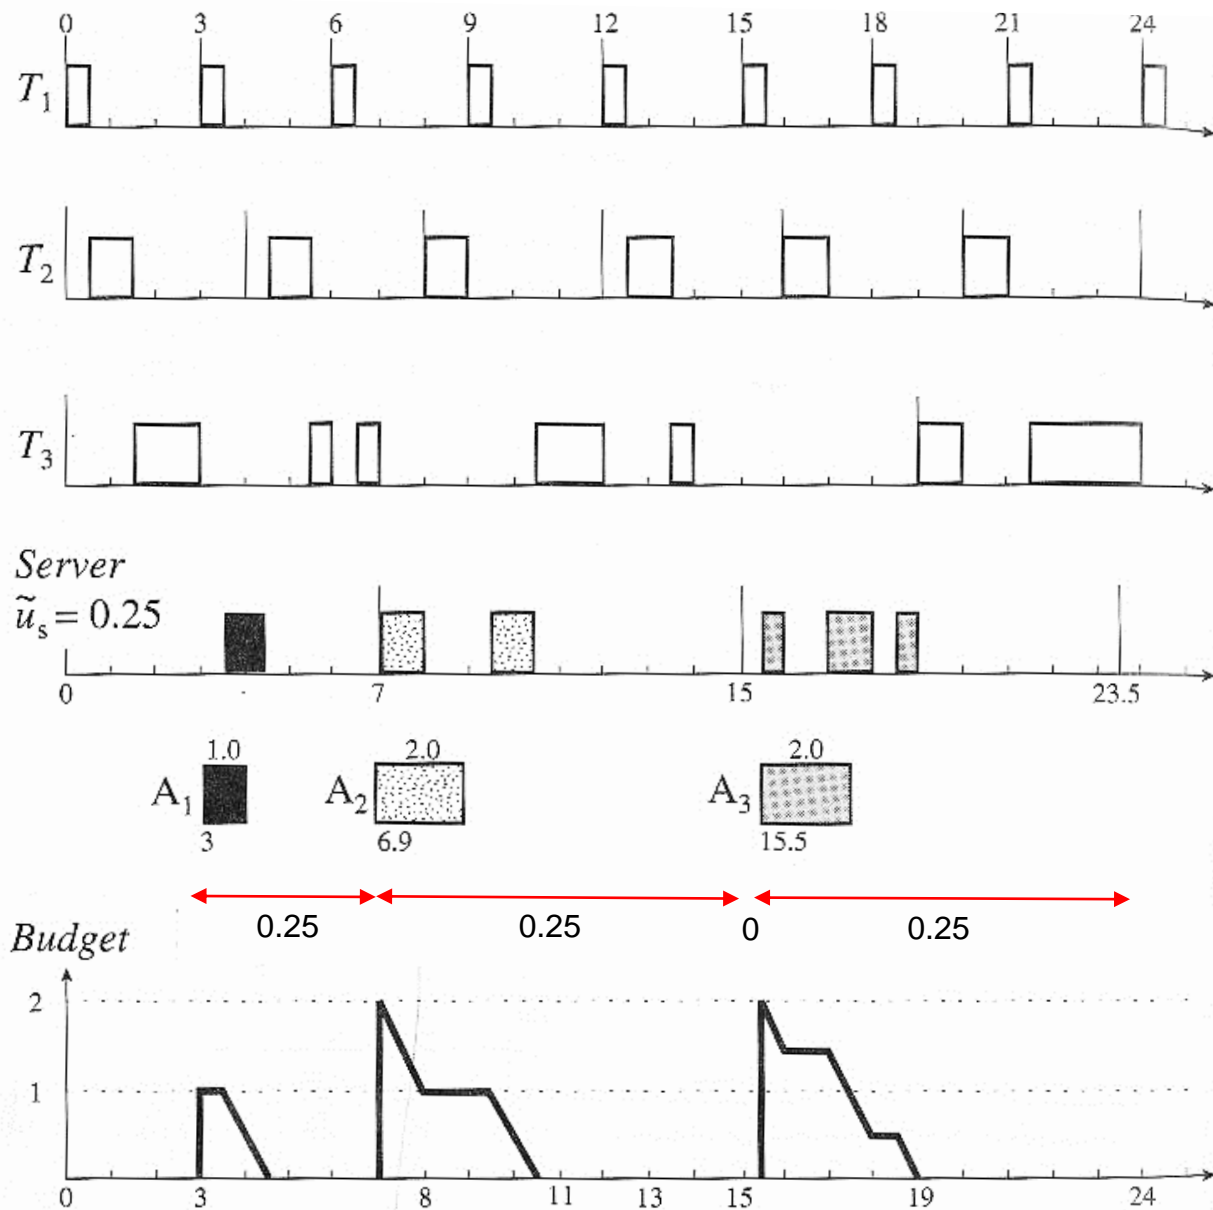 0 3 6 9 12 15 18 21 24
T1
T2
T3
Server
ũs = 0.25
0 7 15 23.5
1.0 2.0 2.0
A1 A2 A3
3 6.9 15.5
0.25 0.25 0 0.25
Budget
2
1
0 3 8 11 13 15 19 24